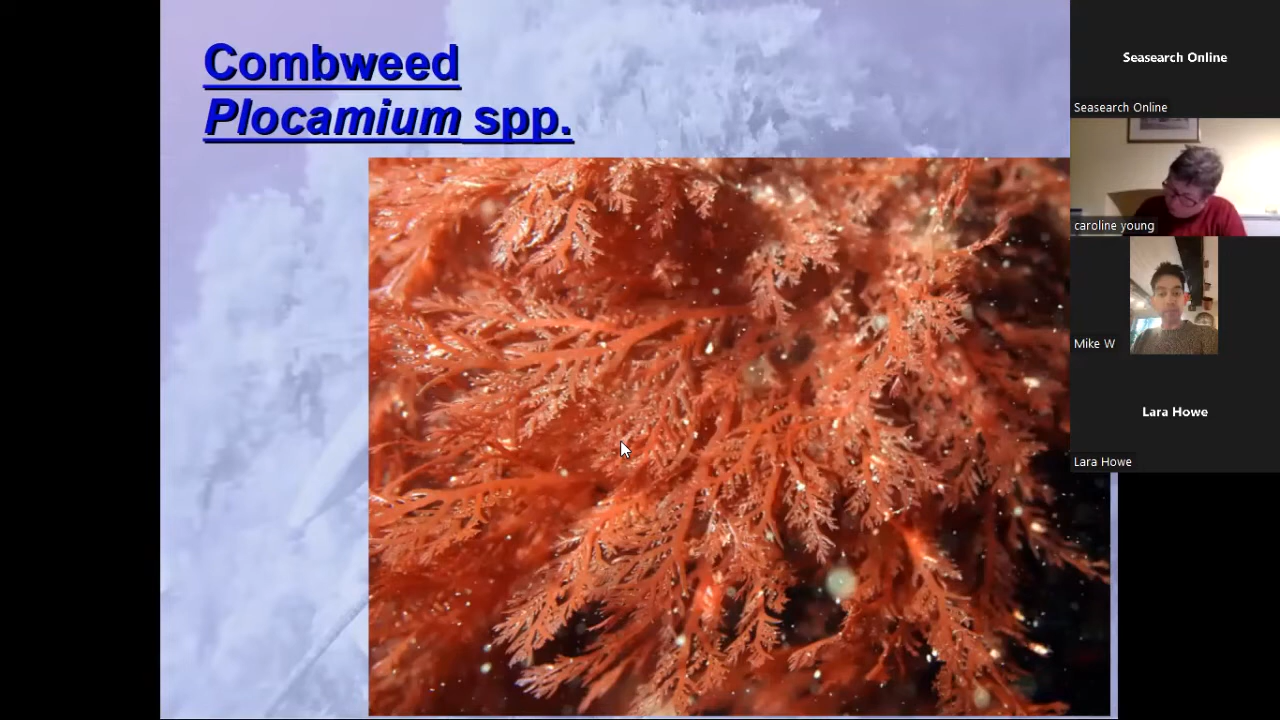 Combweed
Plocamium spp.
Seasearch Online
Seasearch Online
caroline young
Mike W
Lara Howe
Lara Howe